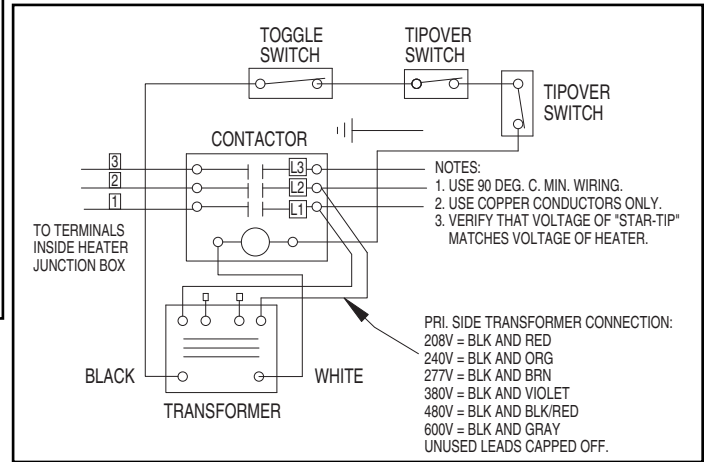 TOGGLE
SWITCH
TIPOVER
SWITCH
TIPOVER
SWITCH
CONTACTOR
3
2
1
L3
L2
L1
TO TERMINALS
INSIDE HEATER
JUNCTION BOX
NOTES:
1. USE 90 DEG. C. MIN. WIRING.
2. USE COPPER CONDUCTORS ONLY.
3. VERIFY THAT VOLTAGE OF "STAR-TIP"
MATCHES VOLTAGE OF HEATER.
PRI. SIDE TRANSFORMER CONNECTION:
208V = BLK AND RED
240V = BLK AND ORG
277V = BLK AND BRN
380V = BLK AND VIOLET
480V = BLK AND BLK/RED
600V = BLK AND GRAY
UNUSED LEADS CAPPED OFF.
BLACK
WHITE
TRANSFORMER